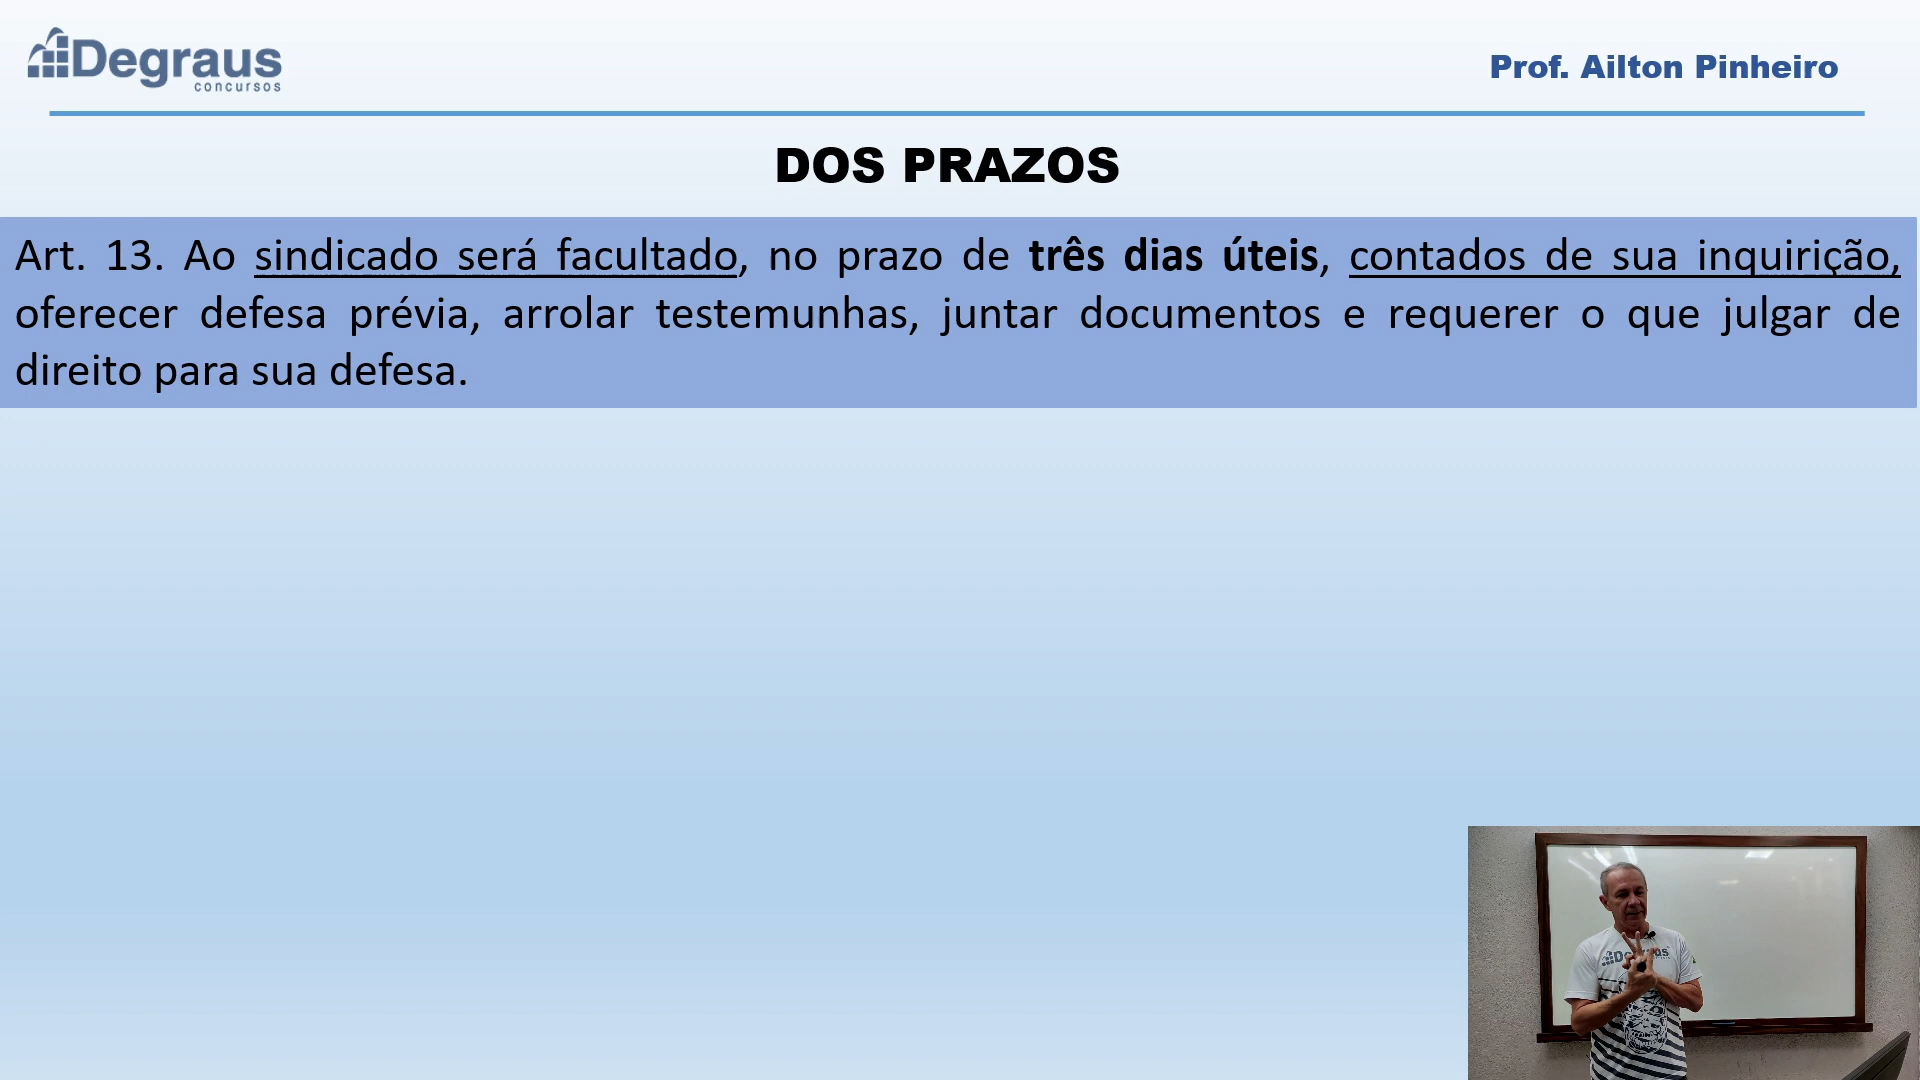 Degraus
concursos
Prof. Ailton Pinheiro
DOS PRAZOS
Art. 13. Ao sindicado será facultado, no prazo de três dias úteis, contados de sua inquirição,
oferecer defesa prévia, arrolar testemunhas, juntar documentos e requerer o que julgar de
direito para sua defesa.